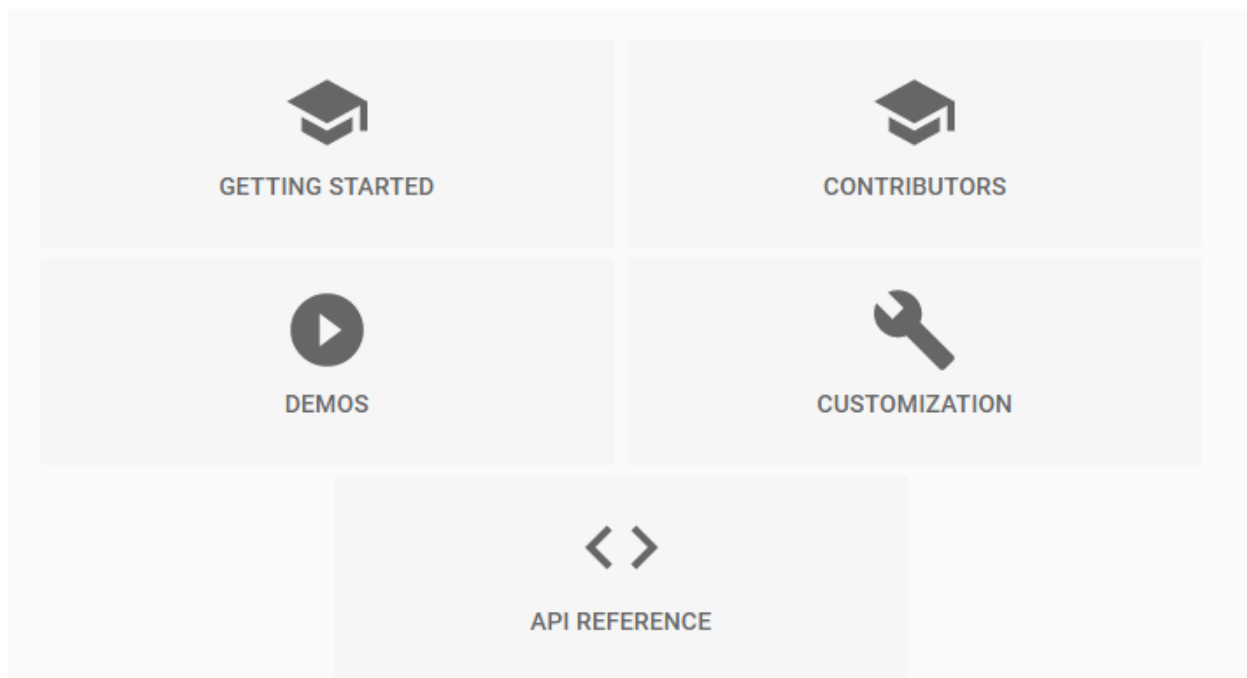 GETTING STARTED
CONTRIBUTORS
DEMOS
CUSTOMIZATION
API REFERENCE